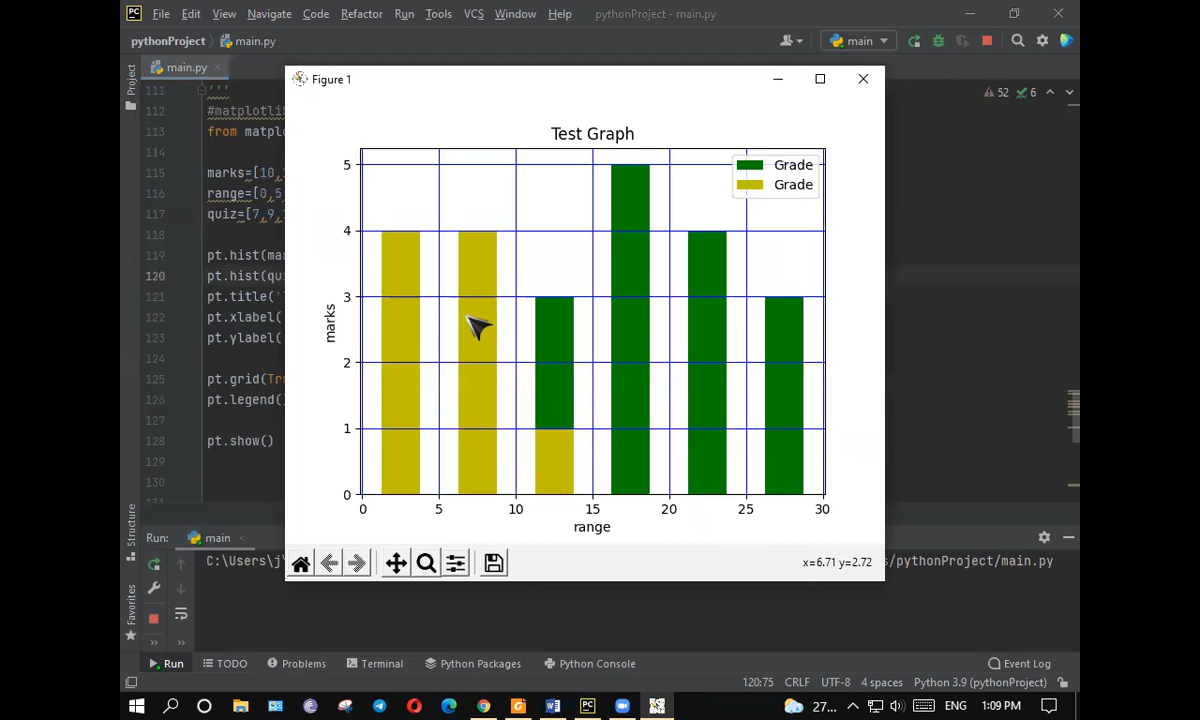 PC File Edit View Navigate Code Refactor Run Tools VCS Window Help pythonProject - main.py
pythonProject main.py main
Project main.py
Figure 1
52 6
111 '''
112 #matplotli
113 from matpl
114
115 marks=[10,
116 range=[0,5
117 quiz=[7,9,
118
119 pt.hist(ma
120 pt.hist(qu
121 pt.title('
122 pt.xlabel(
123 pt.ylabel(
124
125 pt.grid(Tr
126 pt.legend(
127
128 pt.show()
129
130
131
Test Graph
Grade
Grade
5
4
3
2
1
0
marks
0 5 10 15 20 25 30
range
x=6.71 y=2.72
Structure
Favorites
Run: main
C:\Users\j\ s/pythonProject/main.py
Run TODO Problems Terminal Python Packages Python Console Event Log
120:75 CRLF UTF-8 4 spaces Python 3.9 (pythonProject)
27... ENG 1:09 PM